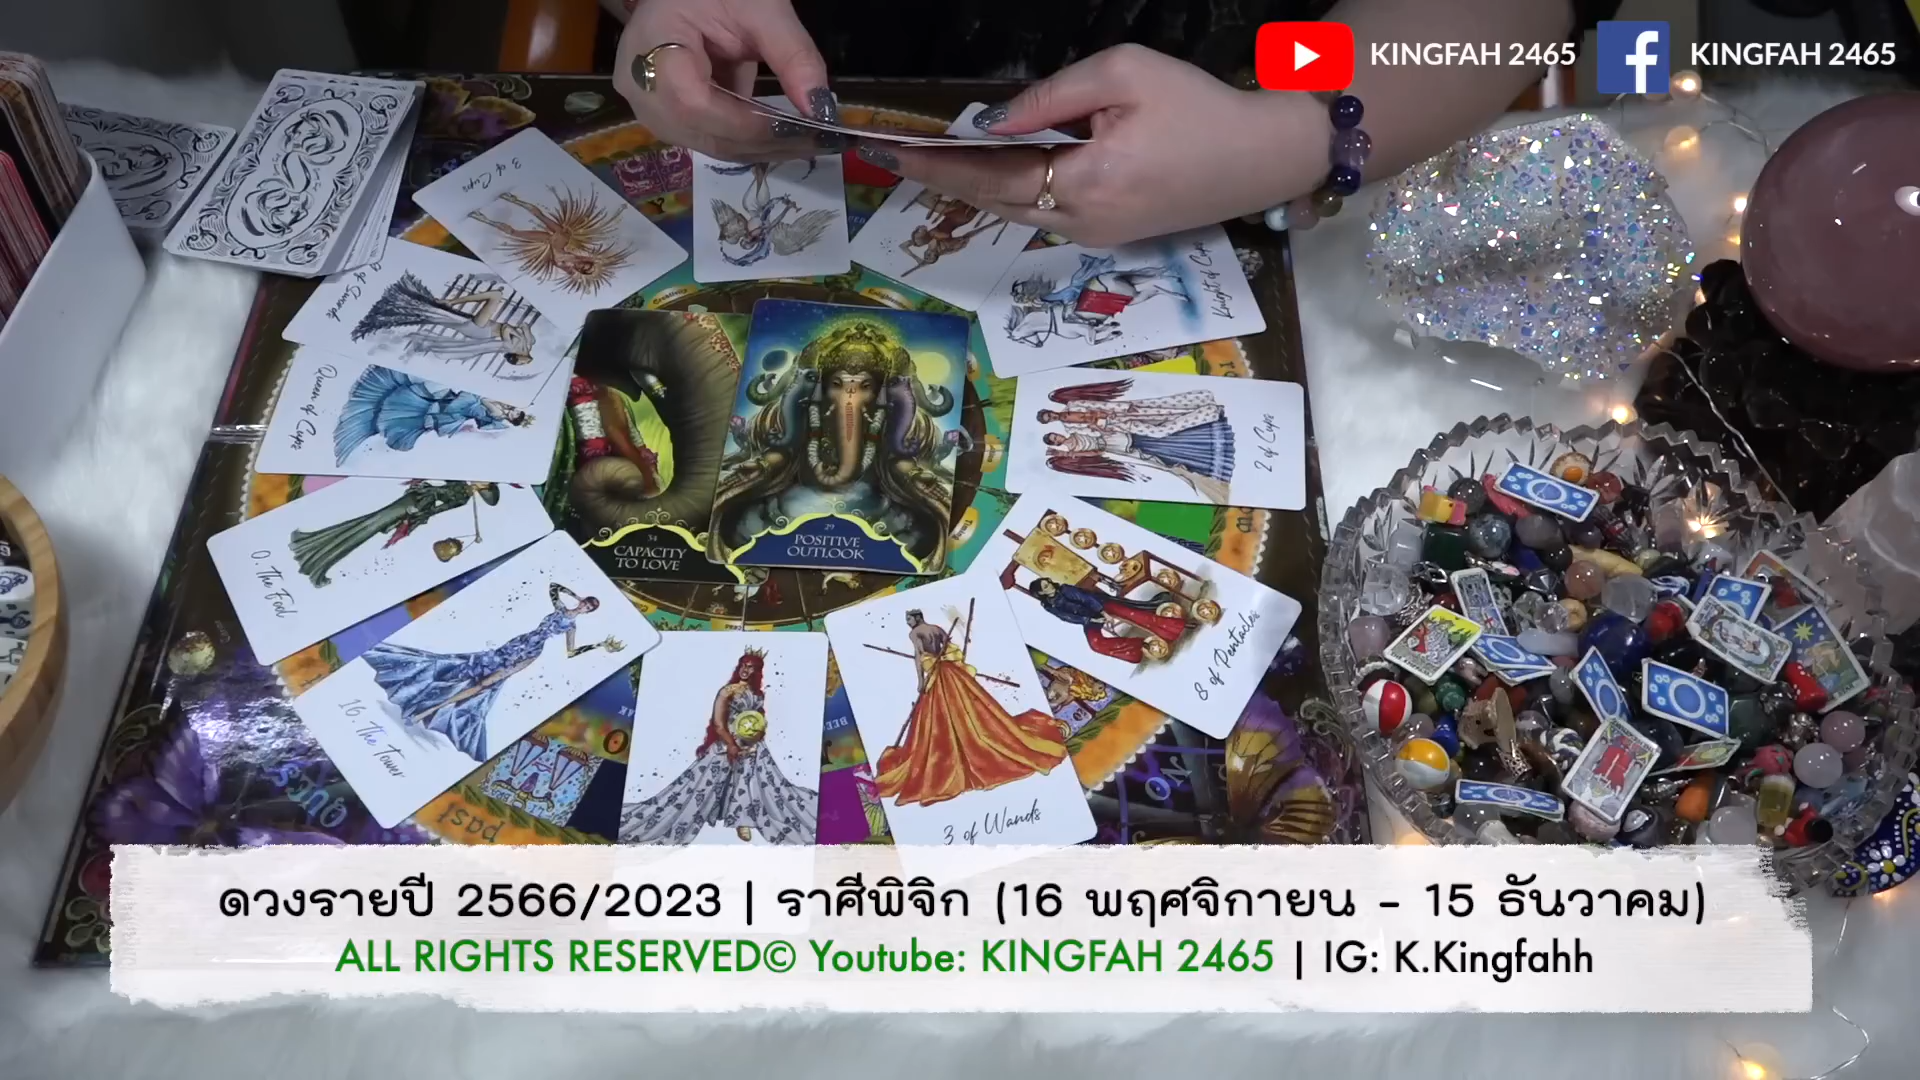 KINGFAH 2465
KINGFAH 2465
3 of Cups
Knight of Cups
of Swords
Queen of Cups
2 of Cups
34
CAPACITY
TO LOVE
29
POSITIVE
OUTLOOK
0. The Fool
16. The Tower
8 of Pentacles
3 of Wands
past
ดวงรายปี 2566/2023 | ราศีพิจิก (16 พฤศจิกายน - 15 ธันวาคม)
ALL RIGHTS RESERVED© Youtube: KINGFAH 2465 | IG: K.Kingfahh